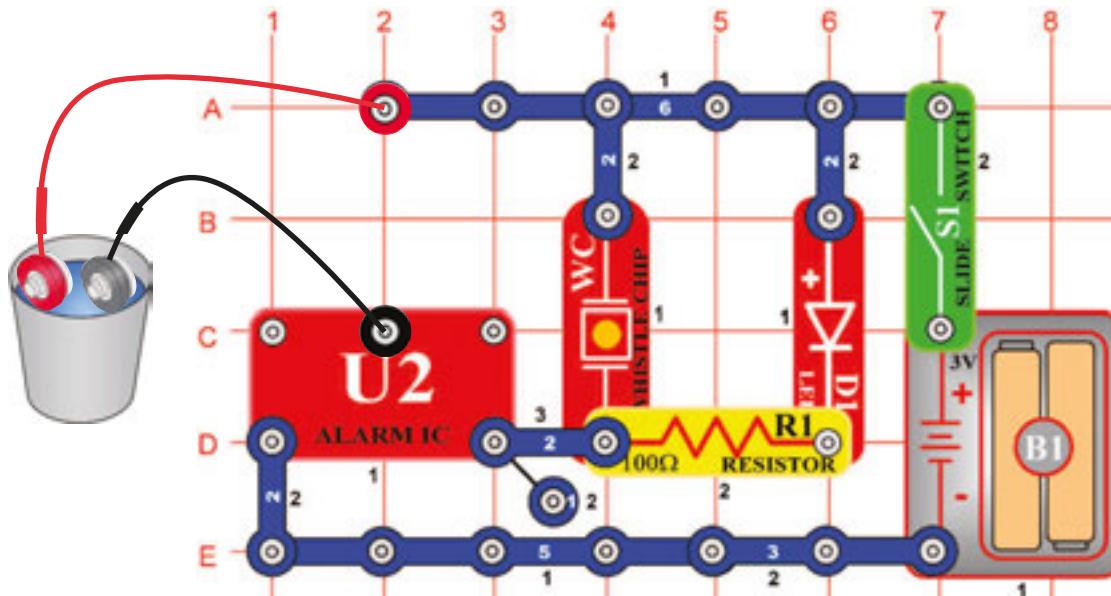 1 2 3 4 5 6 7 8
A
1
6
2 2
2 2
2
S1
SLIDE SWITCH
B
WC
WHISTLE CHIP
1
+
1
D1
LED
C
U2
ALARM IC
3V
+
B1
-
D
3
2
R1
100Ω RESISTOR
1
2
2 2
1 2
E
5
3
1
2
1